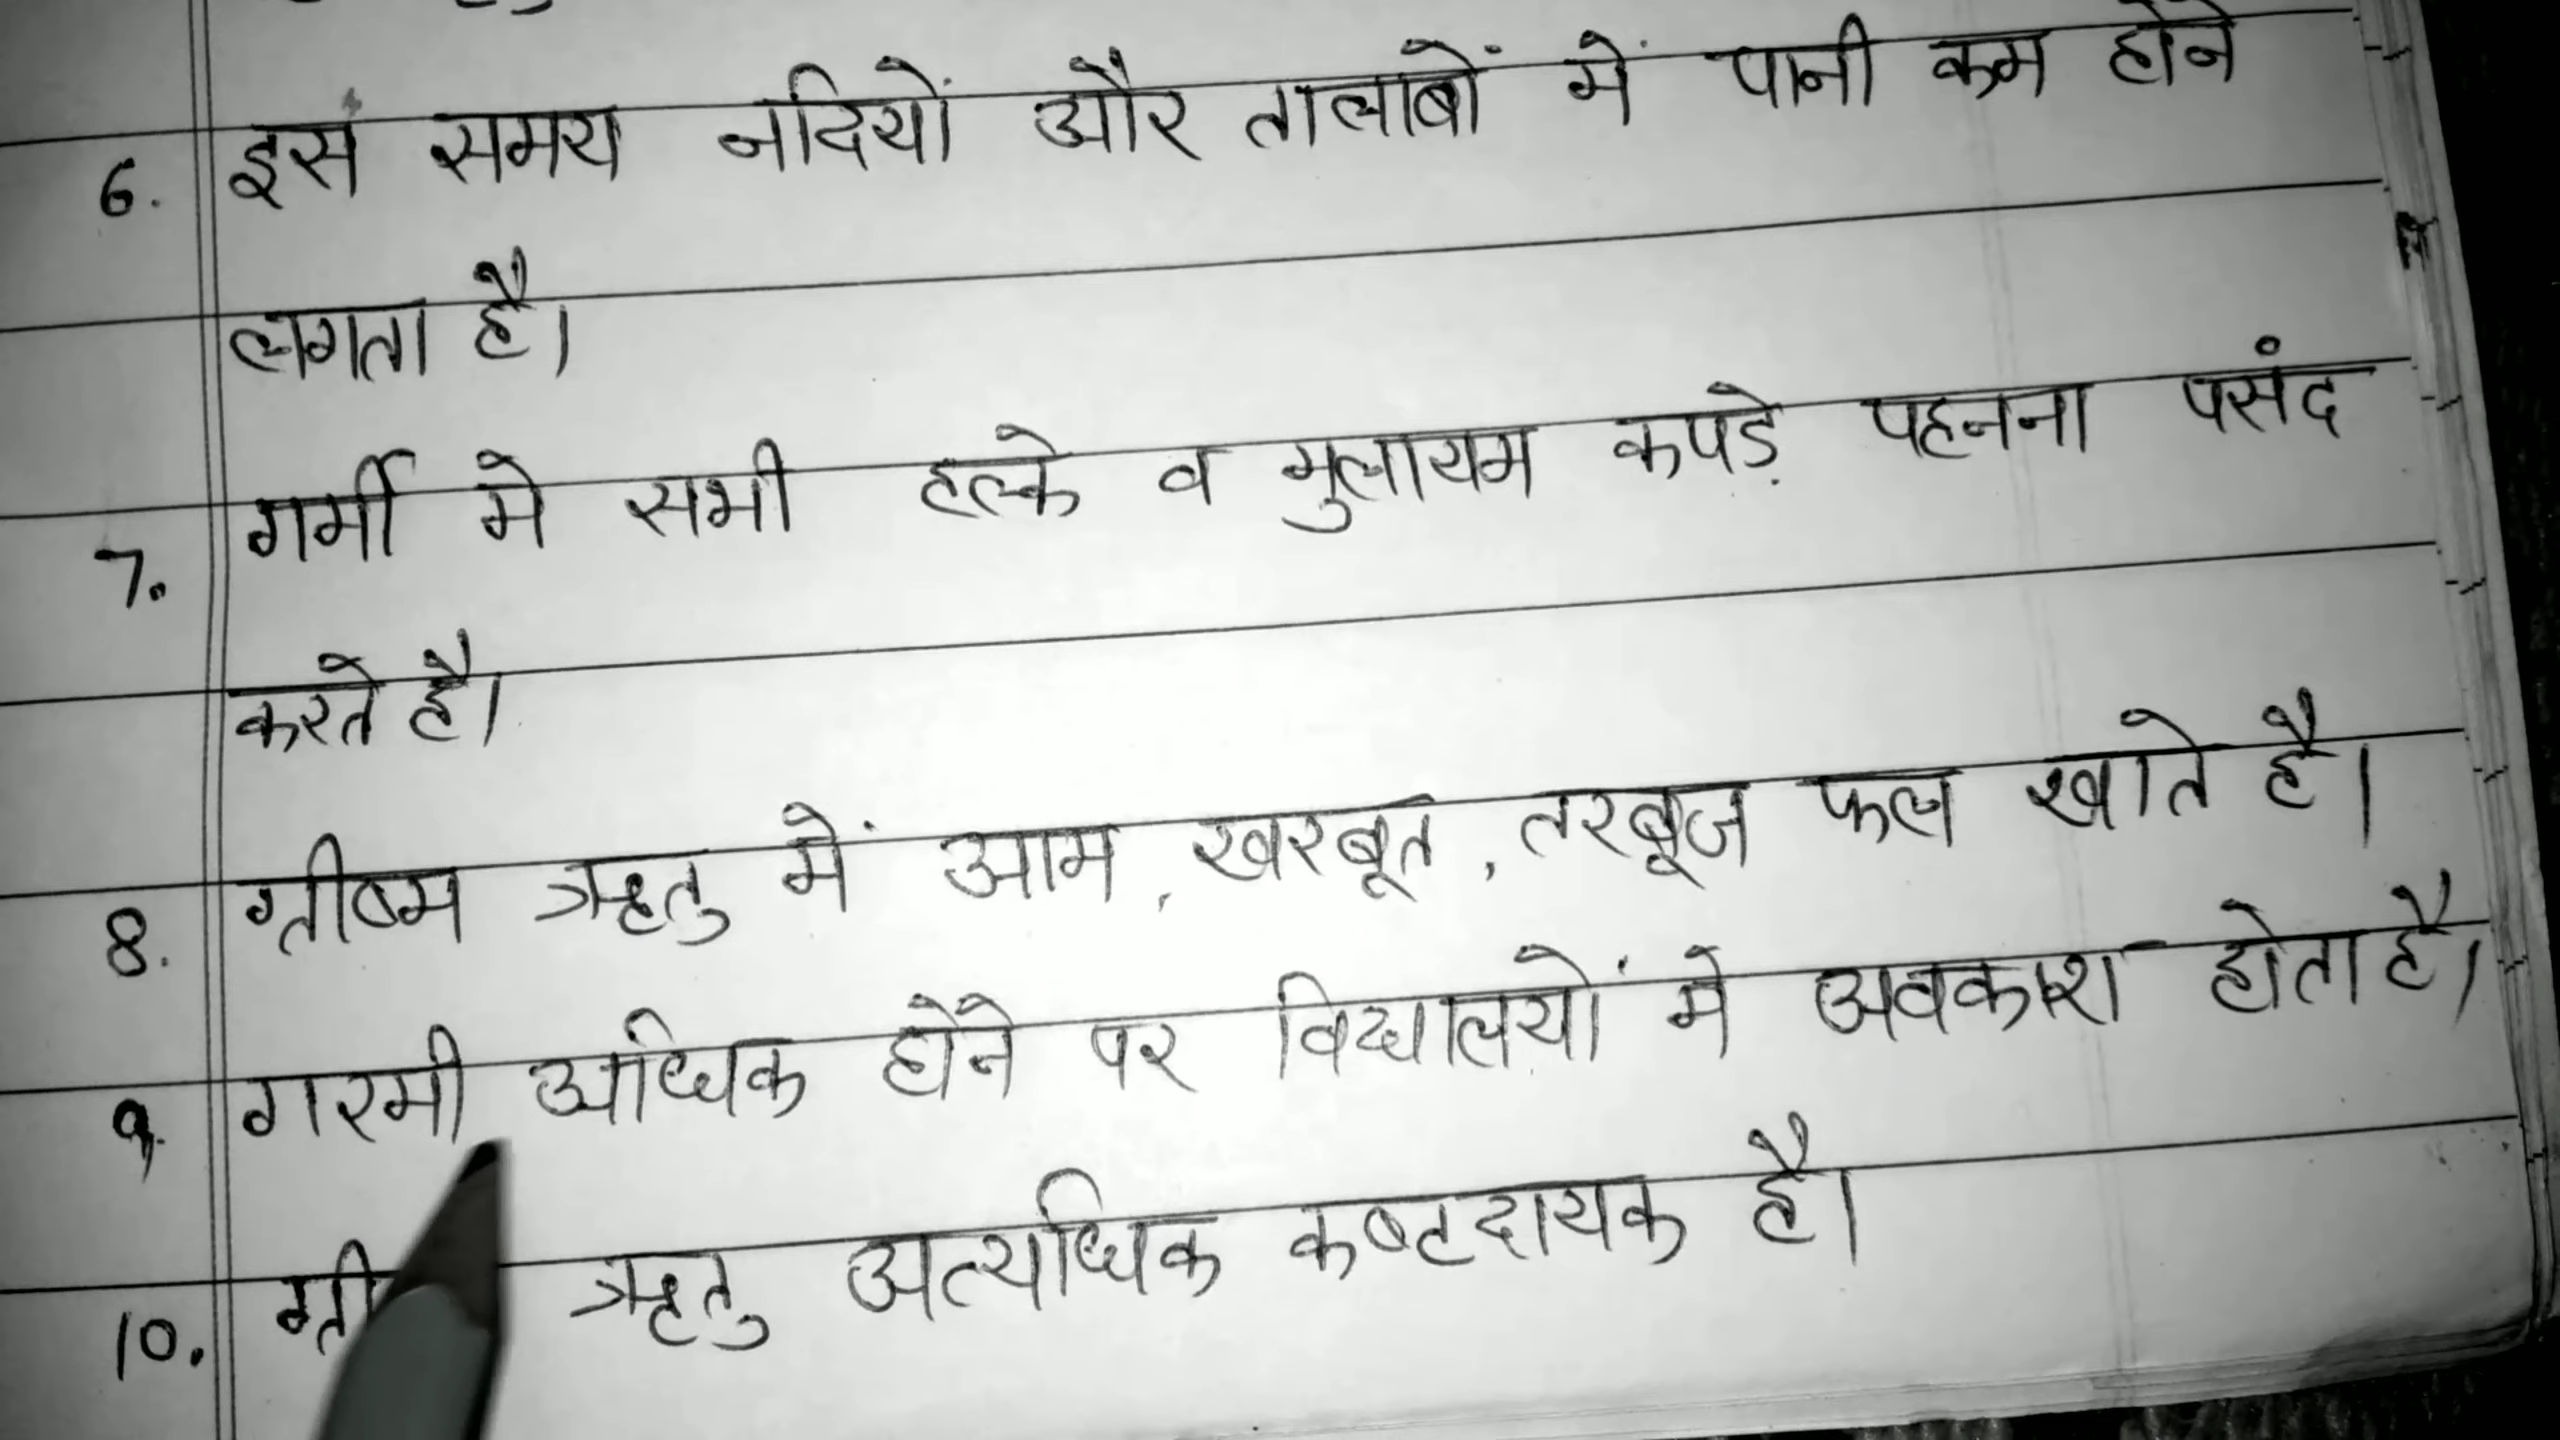 6. इस समय नदियों और तालाबों में पानी कम होने
लगता है।
7. गर्मी मे सभी हल्के व मुलायम कपड़े पहनना पसंद
करते है।
8. ग्रीष्म ऋतु में आम, खरबूत, तरबूज फल खाते है।
9. गरमी अधिक होने पर विद्यालयों मे अवकाश होता है।
10. ऋतु अत्यधिक कष्टदायक है।